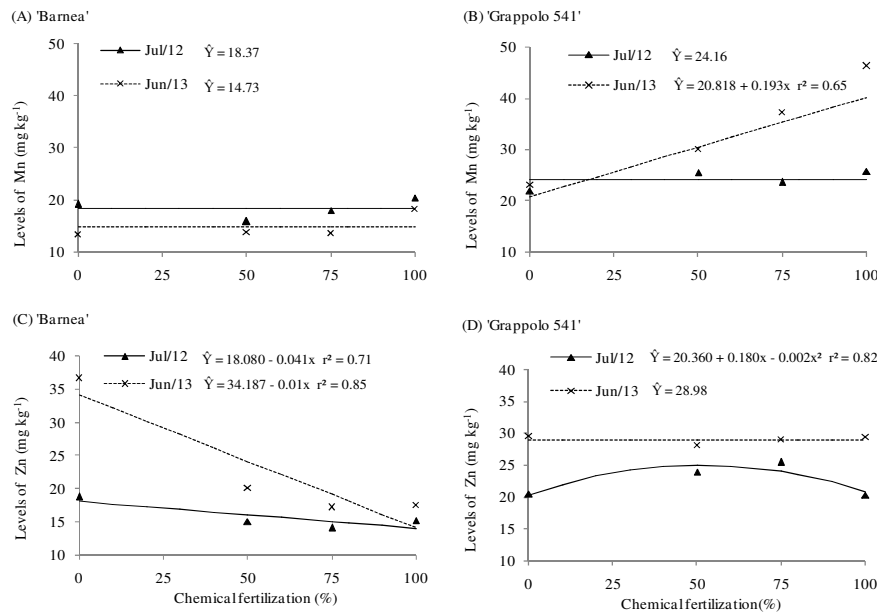 (A) 'Barnea'
50
40
30
20
10
0
25
50
75
100
Levels of Mn (mg kg⁻¹)
Jul/12 Ŷ = 18.37
Jun/13 Ŷ = 14.73
(B) 'Grappolo 541'
50
40
30
20
10
0
25
50
75
100
Levels of Mn (mg kg⁻¹)
Jul/12 Ŷ = 24.16
Jun/13 Ŷ = 20.818 + 0.193x r² = 0.65
(C) 'Barnea'
40
35
30
25
20
15
10
0
25
50
75
100
Levels of Zn (mg kg⁻¹)
Chemical fertilization (%)
Jul/12 Ŷ = 18.080 - 0.041x r² = 0.71
Jun/13 Ŷ = 34.187 - 0.01x r² = 0.85
(D) 'Grappolo 541'
40
35
30
25
20
15
10
0
25
50
75
100
Levels of Zn (mg kg⁻¹)
Chemical fertilization(%)
Jul/12 Ŷ = 20.360 + 0.180x - 0.002x² r² = 0.82
Jun/13 Ŷ = 28.98